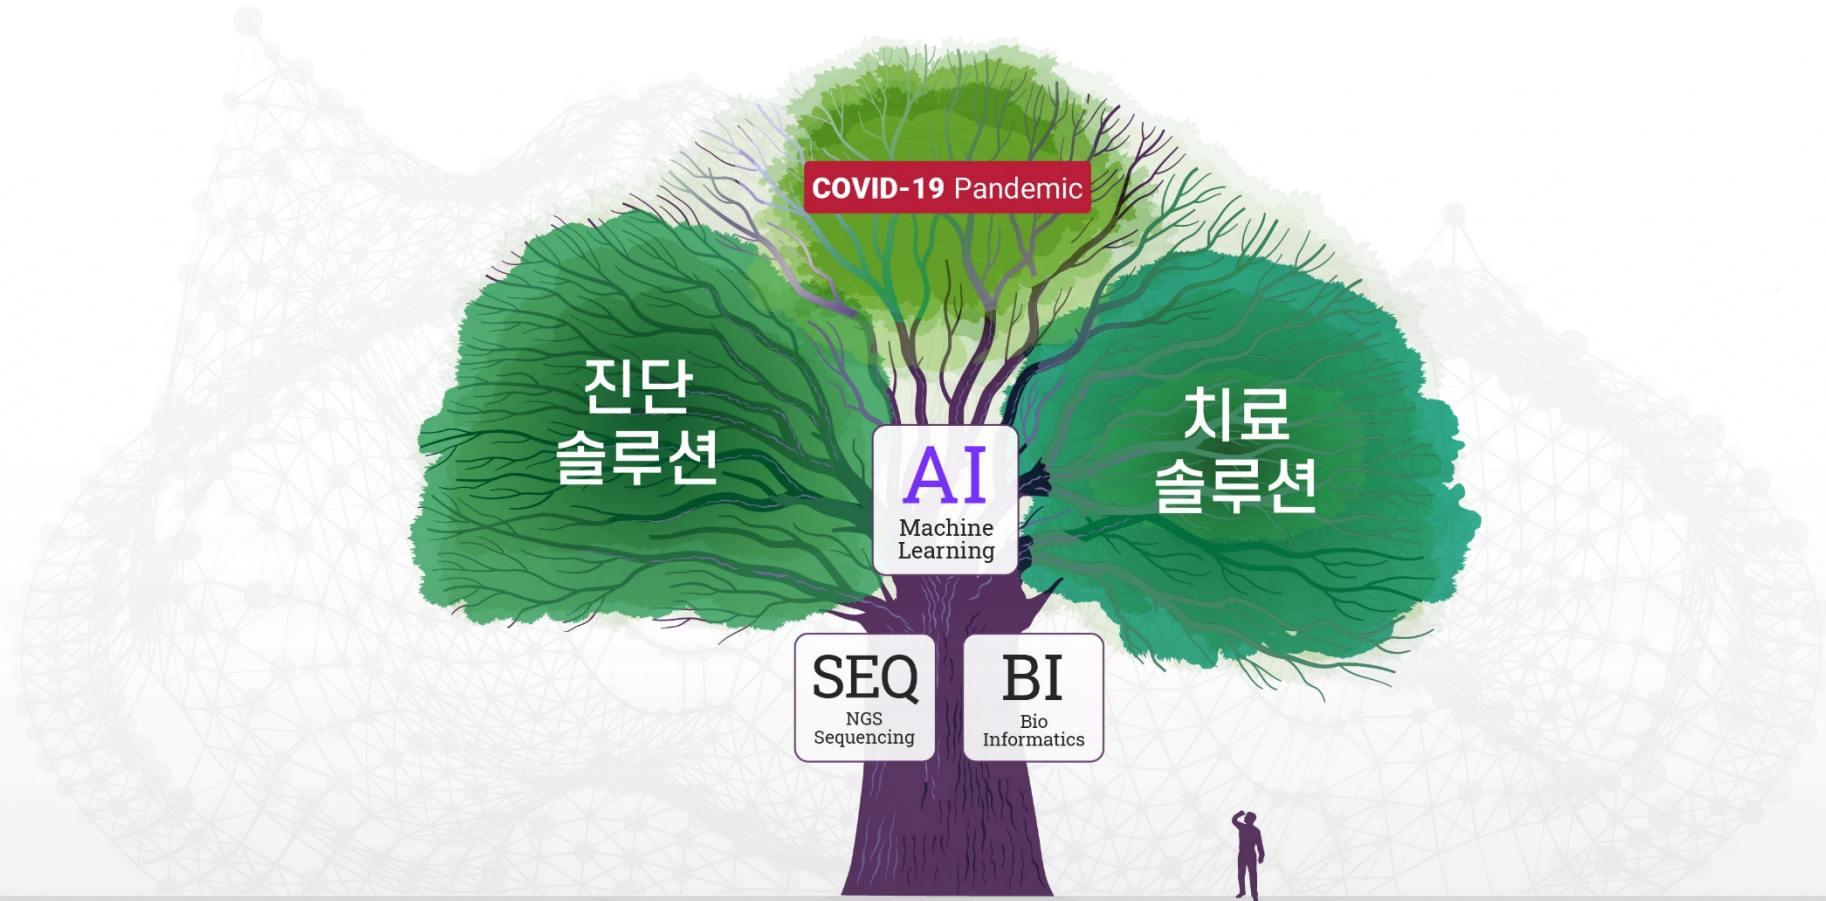 COVID-19 Pandemic
진단
솔루션
치료
솔루션
AI
Machine
Learning
SEQ
NGS
Sequencing
BI
Bio
Informatics